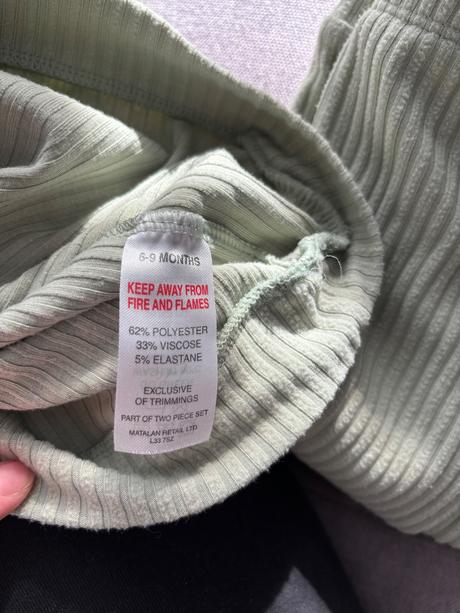 6-9 MONTHS
KEEP AWAY FROM
FIRE AND FLAMES
62% POLYESTER
33% VISCOSE
5% ELASTANE
EXCLUSIVE
OF TRIMMINGS
PART OF TWO PIECE SET
MATALAN RETAIL LTD
L33 7SZ